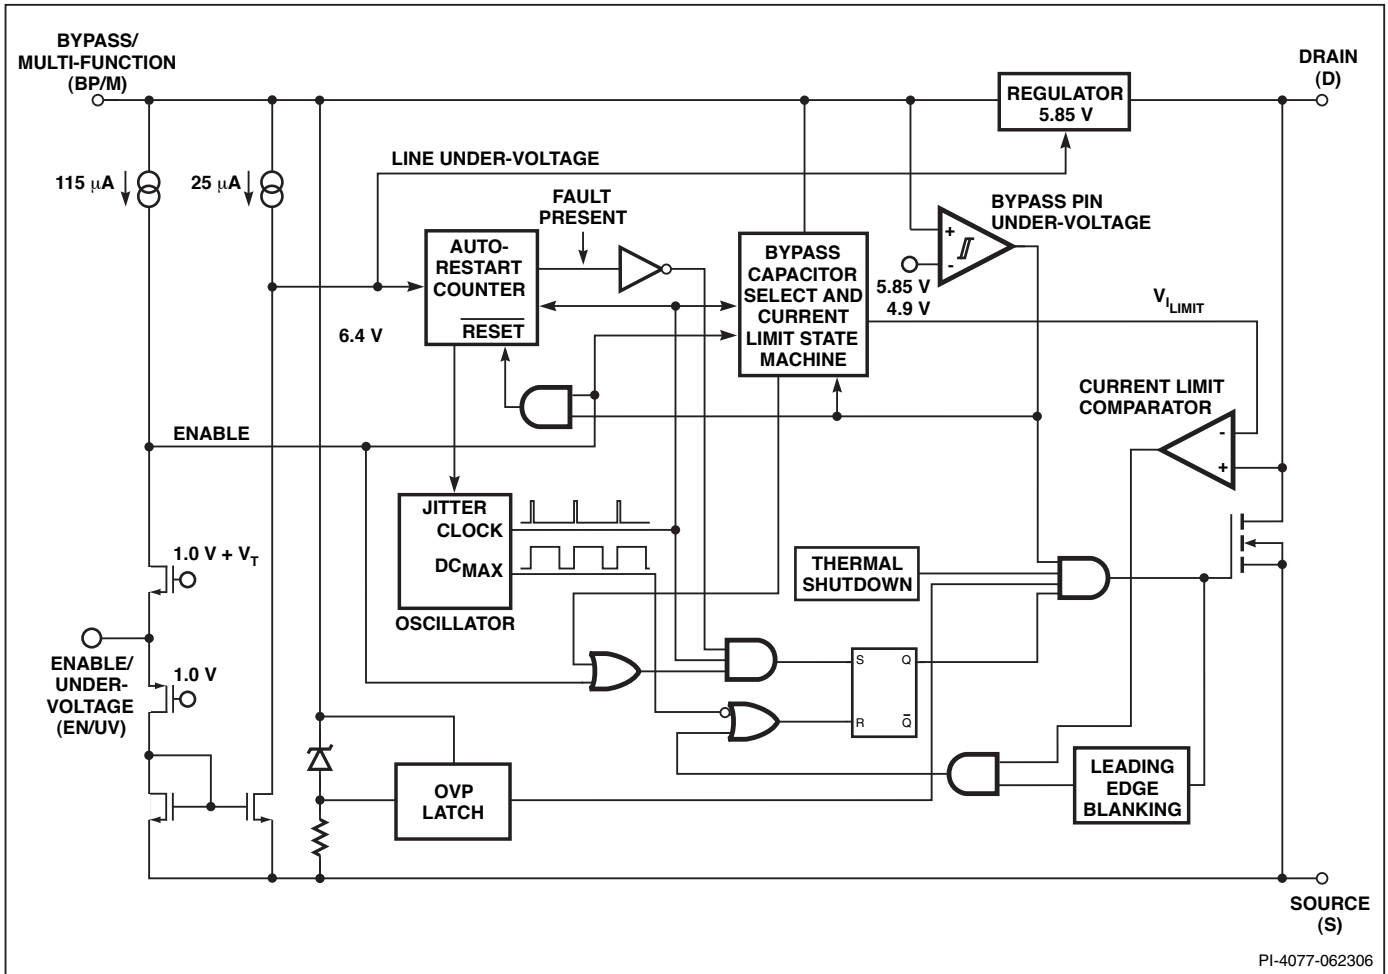 BYPASS/
MULTI-FUNCTION
(BP/M)
DRAIN
(D)
REGULATOR
5.85 V
LINE UNDER-VOLTAGE
115 μA
25 μA
FAULT
PRESENT
BYPASS PIN
UNDER-VOLTAGE
+
-
5.85 V
4.9 V
AUTO-
RESTART
COUNTER
RESET
BYPASS
CAPACITOR
SELECT AND
CURRENT
LIMIT STATE
MACHINE
VILIMIT
6.4 V
CURRENT LIMIT
COMPARATOR
-
+
ENABLE
JITTER
CLOCK
DCMAX
OSCILLATOR
1.0 V + VT
THERMAL
SHUTDOWN
ENABLE/
UNDER-
VOLTAGE
(EN/UV)
1.0 V
S Q
R Q̅
OVP
LATCH
LEADING
EDGE
BLANKING
SOURCE
(S)
PI-4077-062306